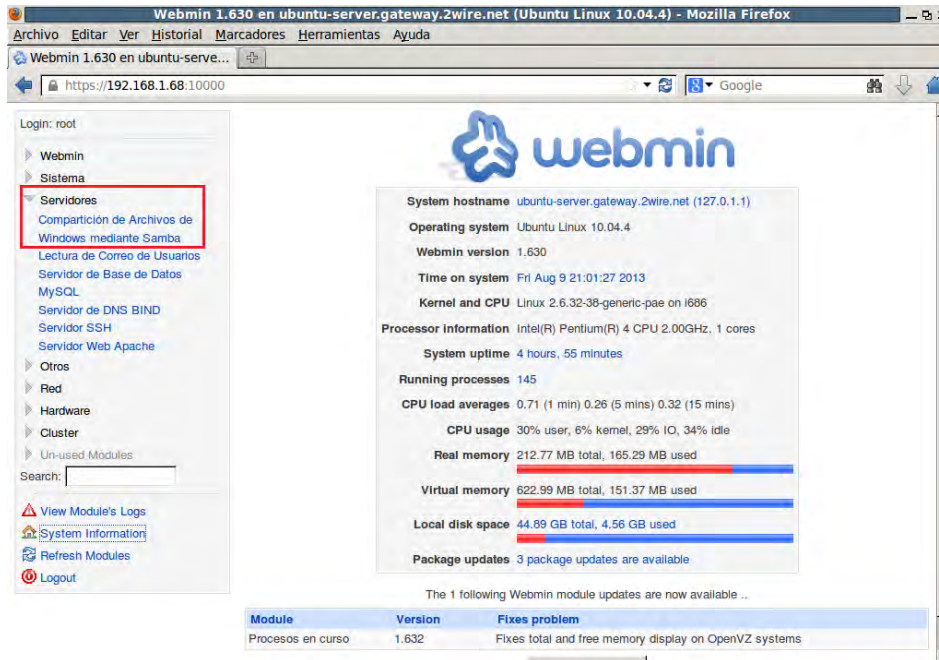 Webmin 1.630 en ubuntu-server.gateway.2wire.net (Ubuntu Linux 10.04.4) - Mozilla Firefox
Archivo Editar Ver Historial Marcadores Herramientas Ayuda
Webmin 1.630 en ubuntu-serve...
https://192.168.1.68:10000
Google
Login: root
Webmin
Sistema
Servidores
Compartición de Archivos de
Windows mediante Samba
Lectura de Correo de Usuarios
Servidor de Base de Datos
MySQL
Servidor de DNS BIND
Servidor SSH
Servidor Web Apache
Otros
Red
Hardware
Cluster
Un-used Modules
Search:
View Module's Logs
System Information
Refresh Modules
Logout
webmin
System hostname ubuntu-server.gateway.2wire.net (127.0.1.1)
Operating system Ubuntu Linux 10.04.4
Webmin version 1.630
Time on system Fri Aug 9 21:01:27 2013
Kernel and CPU Linux 2.6.32-38-generic-pae on i686
Processor information Intel(R) Pentium(R) 4 CPU 2.00GHz, 1 cores
System uptime 4 hours, 55 minutes
Running processes 145
CPU load averages 0.71 (1 min) 0.26 (5 mins) 0.32 (15 mins)
CPU usage 30% user, 6% kernel, 29% IO, 34% idle
Real memory 212.77 MB total, 165.29 MB used
Virtual memory 622.99 MB total, 151.37 MB used
Local disk space 44.89 GB total, 4.56 GB used
Package updates 3 package updates are available
The 1 following Webmin module updates are now available ..
Module Version Fixes problem
Procesos en curso 1.632 Fixes total and free memory display on OpenVZ systems